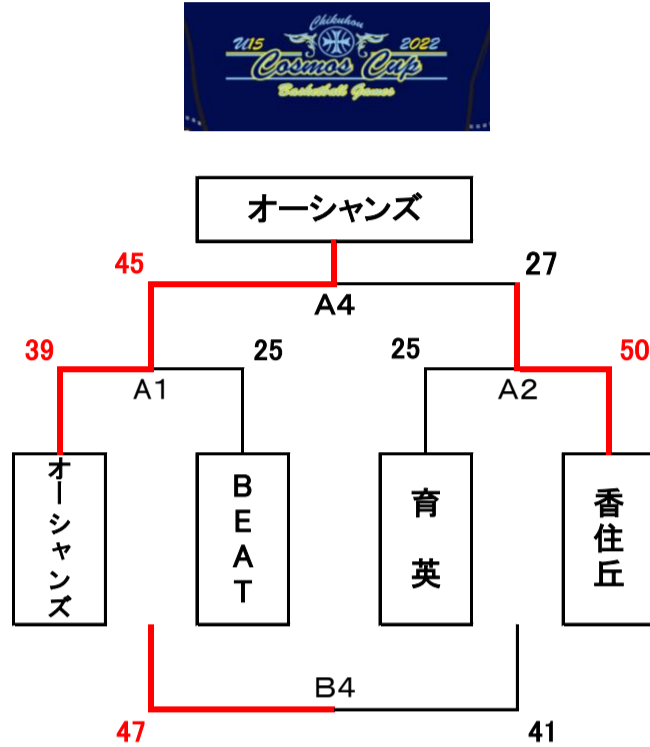 Chikuhou
U15 2022
Cosmos Cup
Basketball Games
オーシャンズ
45 27
A4
39 25 25 50
A1 A2
オーシャンズ
BEAT
育英
香住丘
B4
47 41